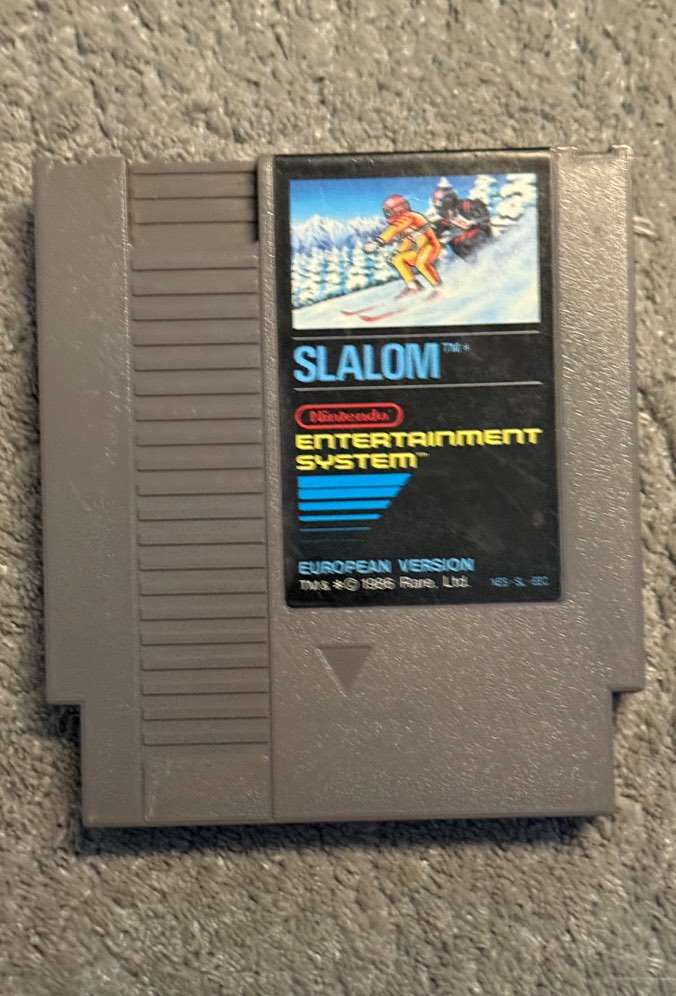 SLALOM™*
Nintendo®
ENTERTAINMENT
SYSTEM™
EUROPEAN VERSION
TM & *© 1986 Rare, Ltd. NES-SL-EEC